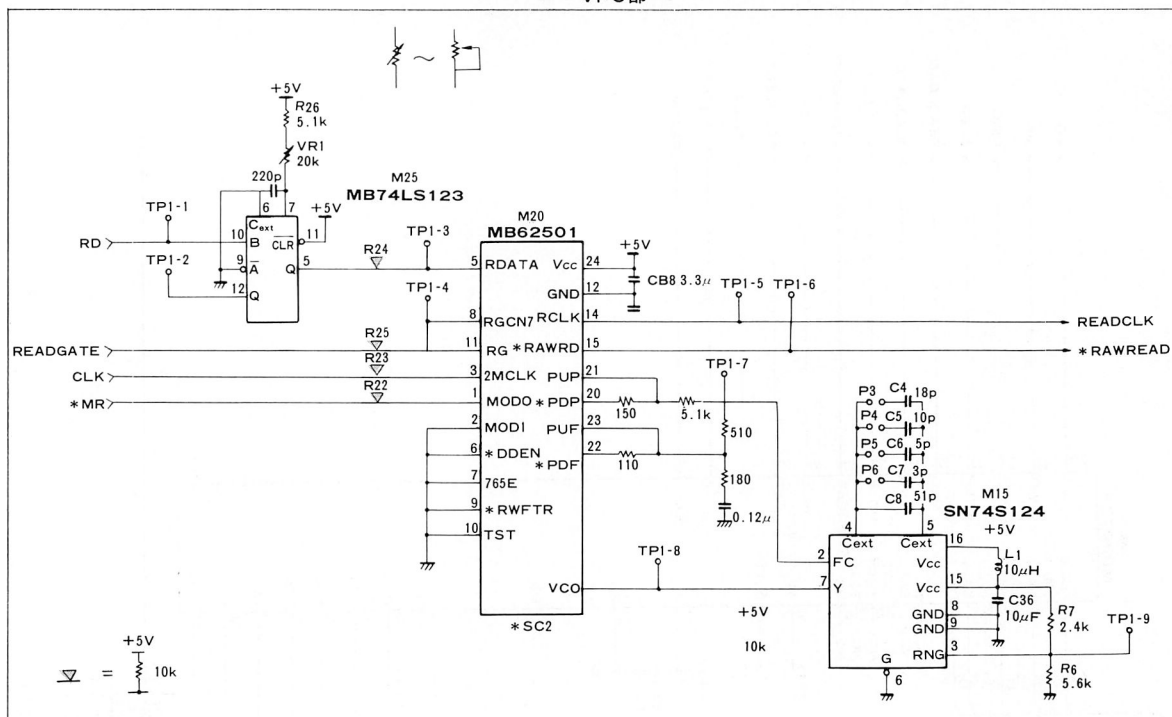 VFO部
+5V
R26
5.1k
VR1
20k
220p
M25
MB74LS123
+5V
TP1-1
RD
TP1-2
6
7
Cext
10
B
CLR
11
9
A
Q
5
12
Q
R24
TP1-3
TP1-4
R25
READGATE
R23
CLK
R22
*MR
M20
MB62501
5
RDATA
Vcc
24
GND
12
8
RGCN7
RCLK
14
11
RG
*RAWRD
15
3
2MCLK
PUP
21
1
MODO
*PDP
20
2
MODI
PUF
23
6
*DDEN
*PDF
22
7
765E
9
*RWFTR
10
TST
VCO
*SC2
+5V
CB8 3.3μ
TP1-5
TP1-6
READCLK
*RAWREAD
TP1-7
150
5.1k
510
110
180
0.12μ
TP1-8
P3
C4
18p
P4
C5
10p
P5
C6
5p
P6
C7
3p
C8
51p
M15
SN74S124
+5V
4
5
Cext
Cext
16
2
FC
Vcc
7
Y
Vcc
15
GND
8
GND
9
RNG
3
G
6
L1
10μH
C36
10μF
R7
2.4k
TP1-9
R6
5.6k
+5V
10k
+5V
=
10k